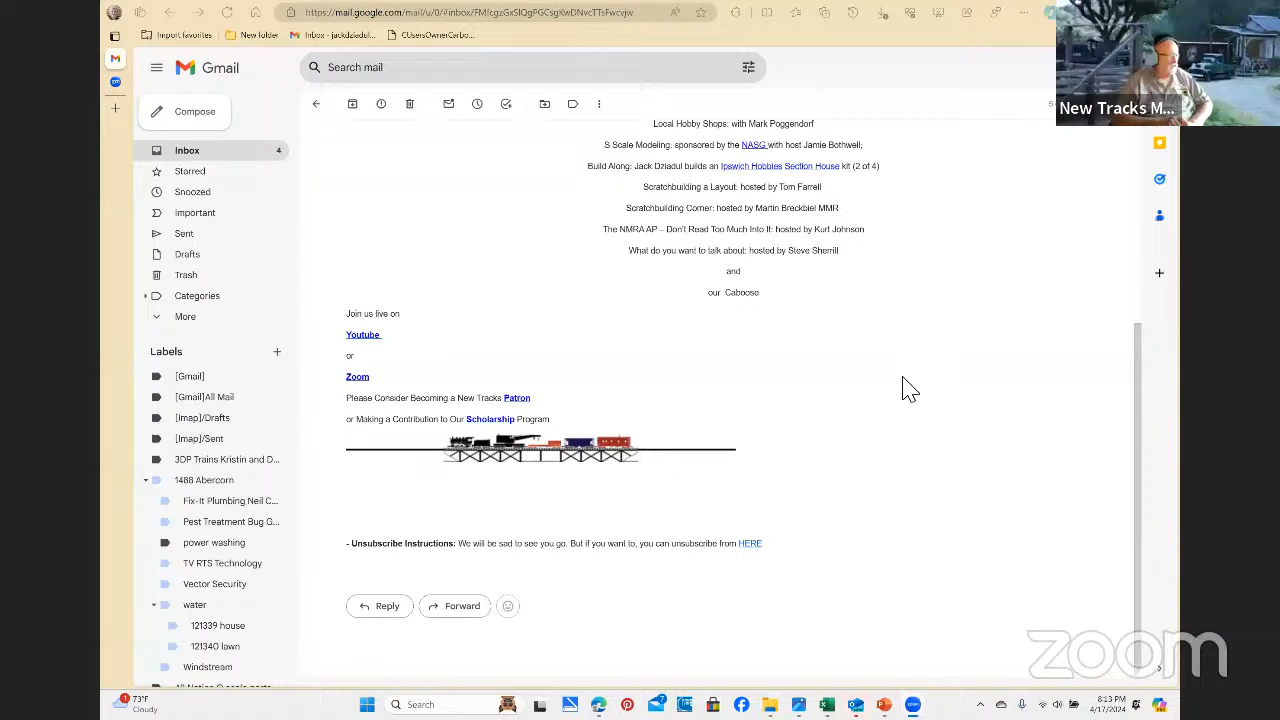 https://mail.google.com/mail/u/0/#inbox/FMfcgzGxSlQgPGCgzKwDNvcTTsFwcvjw
Import favorites
New folder
Inbox - jackdziadul...
CUsersOwnerCarbo...
Gmail
Search mail
Compose
New Tracks M...
Inbox 4
Starred
Snoozed
Important
Sent
Drafts
Trash
Categories
More
Labels
[Gmail]
[Gmail]All Mail
[Imap]/Drafts
[Imap]/Sent
3DP Trains Kristin and D...
1488 Abercorn
Fix-It Plumbing Neil C...
Pest Treatment Bug G...
power washing
TV RTS Technology
Vector Security
water
121339 house
121340 lawn
Windstream
Local Hobby Shops: with Mark Poggendorf
S Scale Modeling: sponsored by the NASG with host Jamie Bothwell;
Build Along: Jack Dziadul builds an Ipswich Hobbies Section House kit (2 of 4)
Scratchbuilding a Layout: hosted by Tom Farrell
Scratchbuilding Corner: hosted by Martin Breckbiel MMR
The NMRA AP – Don't Read Too Much Into It: hosted by Kurt Johnson
What do you want to talk about: hosted by Steve Sherrill
and
our Caboose
Join us live on
Youtube
or
Zoom
Please Consider Becoming a New Tracks Patron
or Making a Contribution to Our Scholarship Program
- Unsubscribe Instructions: We will be sad to see you go. But if you want to, you can unsubscribe from HERE
Reply
Forward
zoom
1
73°F
Cloudy
Search
7
8:13 PM
4/17/2024